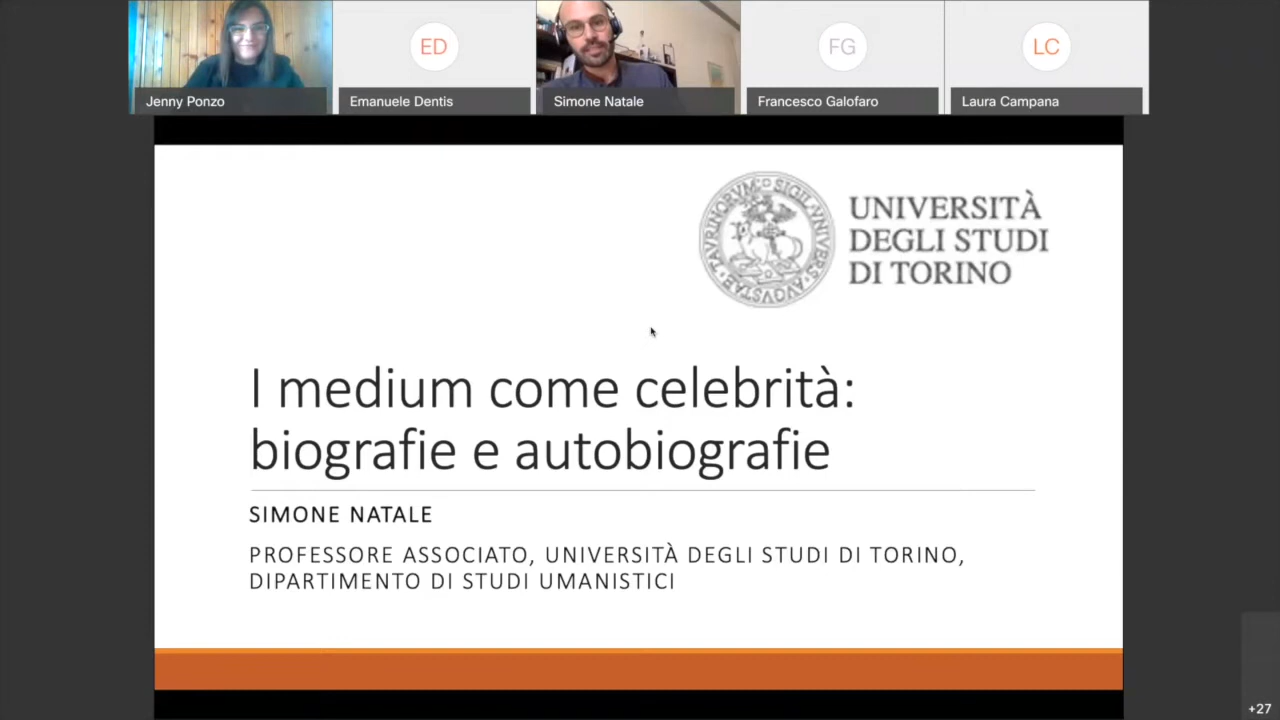 Jenny Ponzo
ED
Emanuele Dentis
Simone Natale
FG
Francesco Galofaro
LC
Laura Campana
UNIVERSITÀ
DEGLI STUDI
DI TORINO
I medium come celebrità:
biografie e autobiografie
SIMONE NATALE
PROFESSORE ASSOCIATO, UNIVERSITÀ DEGLI STUDI DI TORINO,
DIPARTIMENTO DI STUDI UMANISTICI
+27